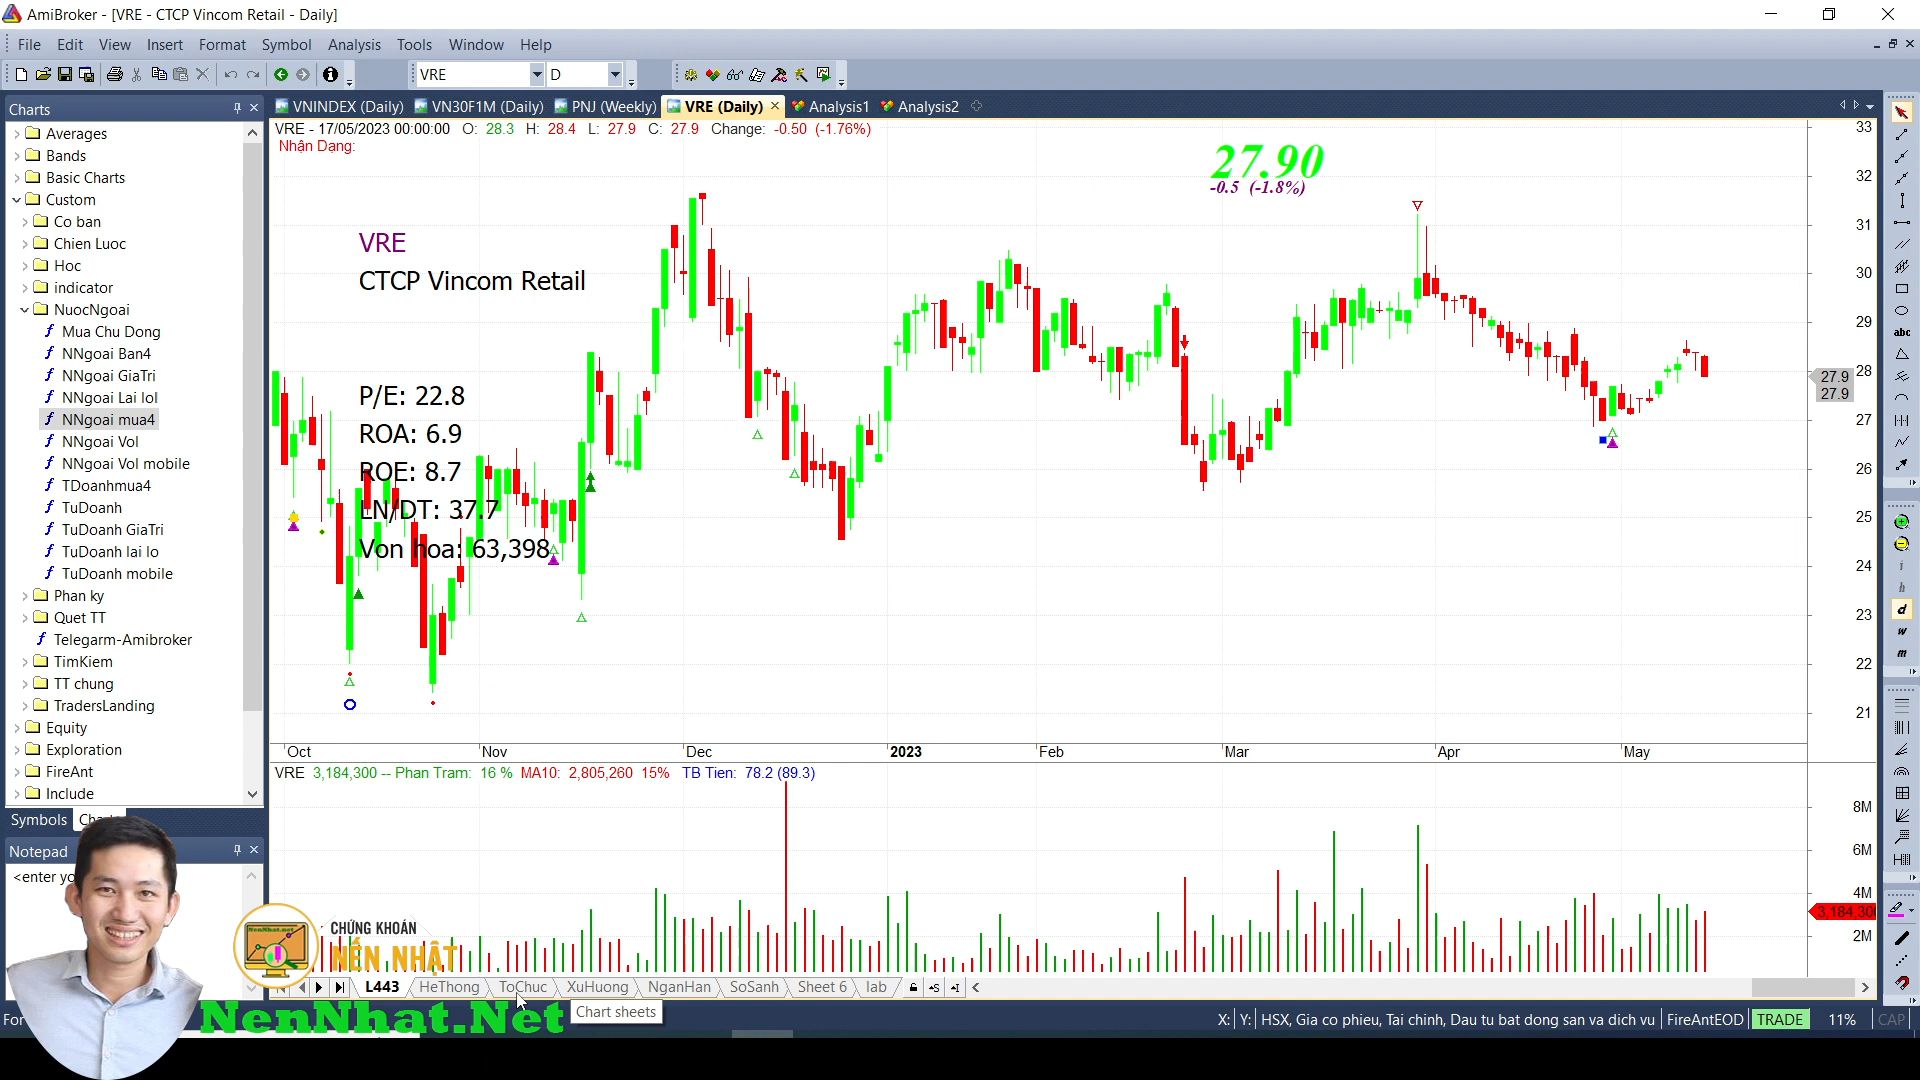 AmiBroker - [VRE - CTCP Vincom Retail - Daily]
File Edit View Insert Format Symbol Analysis Tools Window Help
VRE D
Charts
VNINDEX (Daily) VN30F1M (Daily) PNJ (Weekly) VRE (Daily) Analysis1 Analysis2
VRE - 17/05/2023 00:00:00 O: 28.3 H: 28.4 L: 27.9 C: 27.9 Change: -0.50 (-1.76%)
Nhận Dạng:
27.90
-0.5 (-1.8%)
VRE
CTCP Vincom Retail
P/E: 22.8
ROA: 6.9
ROE: 8.7
LN/DT: 37.7
Von hoa: 63,398
33
32
31
30
29
28
27.9
27.9
27
26
25
24
23
22
21
Oct Nov Dec 2023 Feb Mar Apr May
VRE 3,184,300 -- Phan Tram: 16 % MA10: 2,805,260 15% TB Tien: 78.2 (89.3)
8M
6M
4M
3,184,300
2M
Averages
Bands
Basic Charts
Custom
Co ban
Chien Luoc
Hoc
indicator
NuocNgoai
Mua Chu Dong
NNgoai Ban4
NNgoai GiaTri
NNgoai Lai lol
NNgoai mua4
NNgoai Vol
NNgoai Vol mobile
TDoanhmua4
TuDoanh
TuDoanh GiaTri
TuDoanh lai lo
TuDoanh mobile
Phan ky
Quet TT
Telegarm-Amibroker
TimKiem
TT chung
TradersLanding
Equity
Exploration
FireAnt
Include
Symbols
Notepad
<enter yo
abc
i
h
d
w
m
CHỨNG KHOÁN
NẾN NHẬT
NenNhat.net
NenNhat.Net
L443 HeThong ToChuc XuHuong NganHan SoSanh Sheet 6 lab
Chart sheets
For
X: Y: HSX, Gia co phieu, Tai chinh, Dau tu bat dong san va dich vu FireAntEOD TRADE 11% CAP